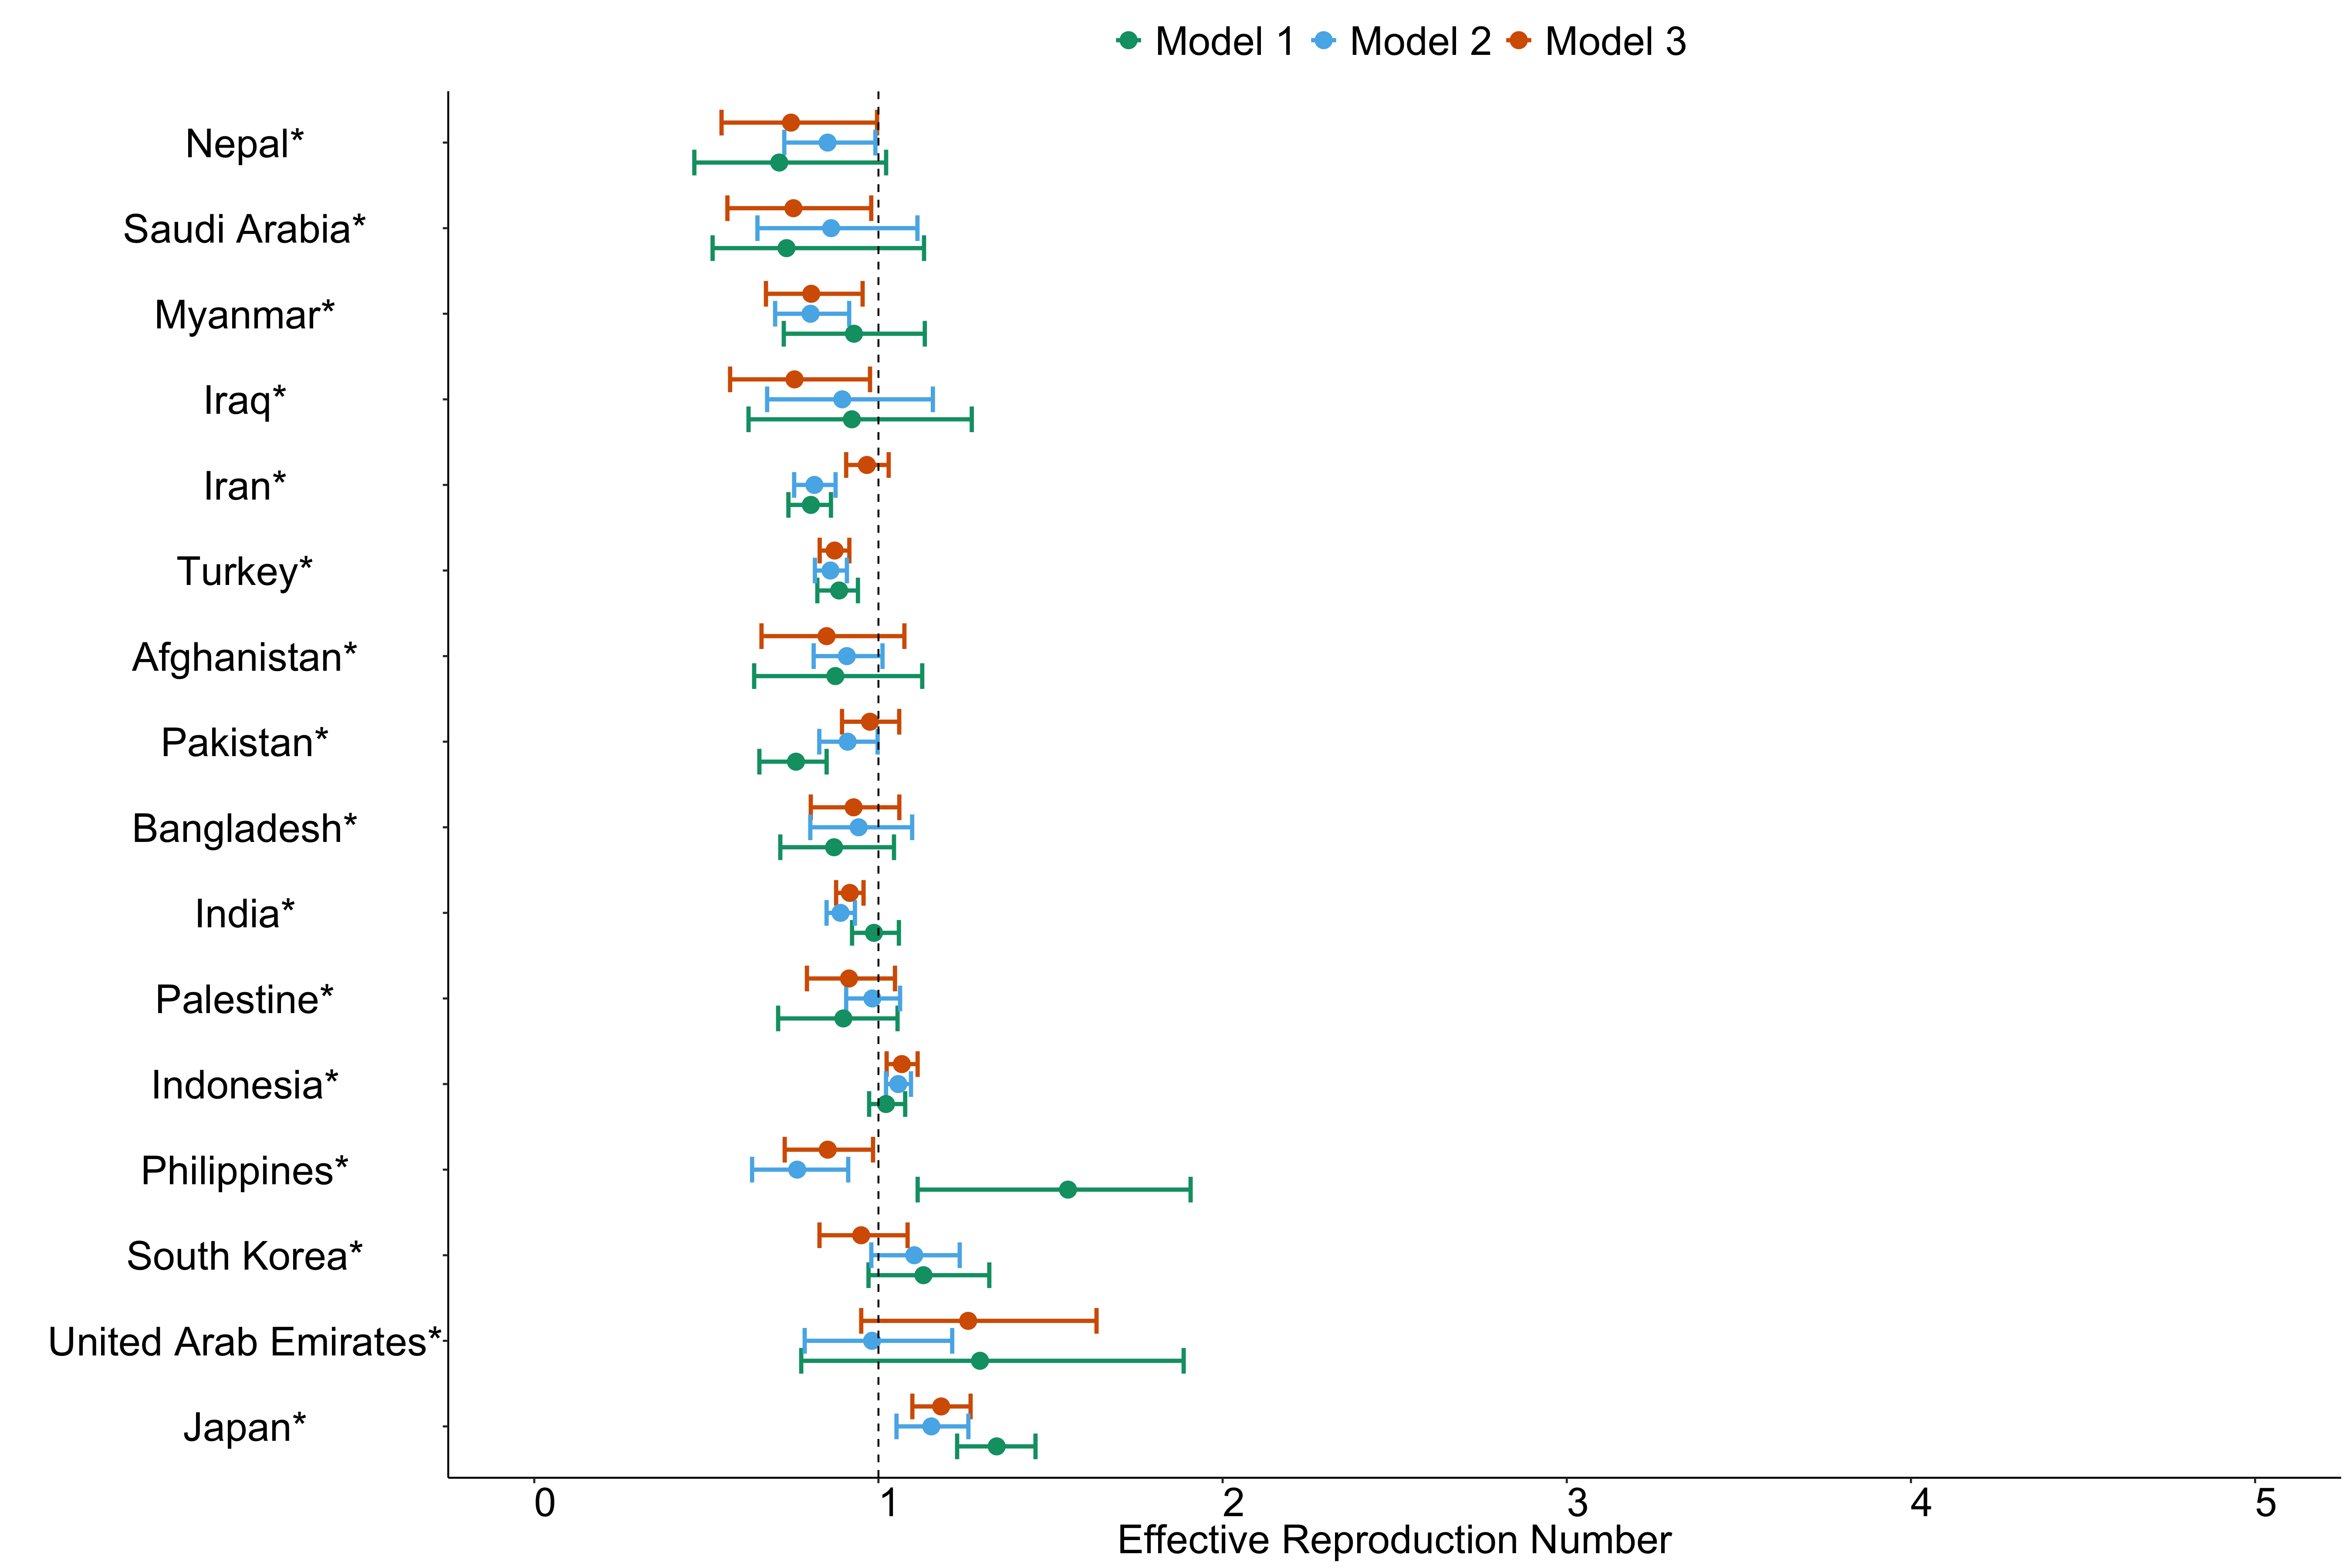 Model 1 Model 2 Model 3
Nepal*
Saudi Arabia*
Myanmar*
Iraq*
Iran*
Turkey*
Afghanistan*
Pakistan*
Bangladesh*
India*
Palestine*
Indonesia*
Philippines*
South Korea*
United Arab Emirates*
Japan*
0 1 2 3 4 5
Effective Reproduction Number